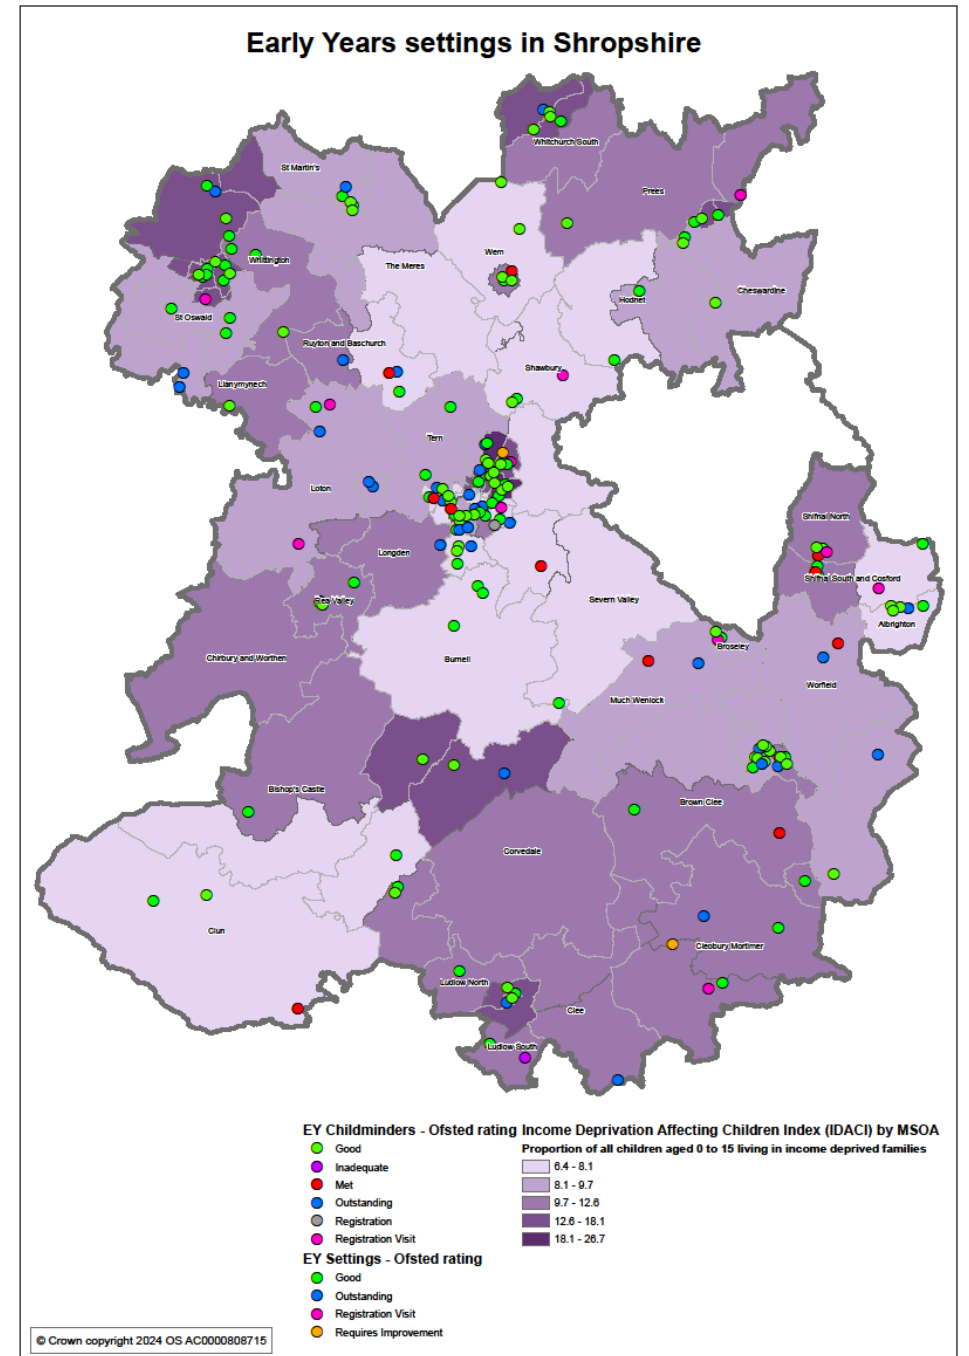 Early Years settings in Shropshire
Whitchurch South
St Martin's
Prees
Wem
Whittington
The Meres
Cheswardine
Hodnet
St Oswald
Ruyton and Baschurch
Shawbury
Llanymynech
Tern
Loton
Shifnal North
Longden
Shifnal South and Cosford
Severn Valley
Rea Valley
Albrighton
Broseley
Chirbury and Worthen
Burnell
Worfield
Much Wenlock
Bishop's Castle
Brown Clee
Corvedale
Clun
Cleobury Mortimer
Ludlow North
Clee
Ludlow South
EY Childminders - Ofsted rating
Good
Inadequate
Met
Outstanding
Registration
Registration Visit
EY Settings - Ofsted rating
Good
Outstanding
Registration Visit
Requires Improvement
Income Deprivation Affecting Children Index (IDACI) by MSOA
Proportion of all children aged 0 to 15 living in income deprived families
6.4 - 8.1
8.1 - 9.7
9.7 - 12.6
12.6 - 18.1
18.1 - 26.7
© Crown copyright 2024 OS AC0000808715